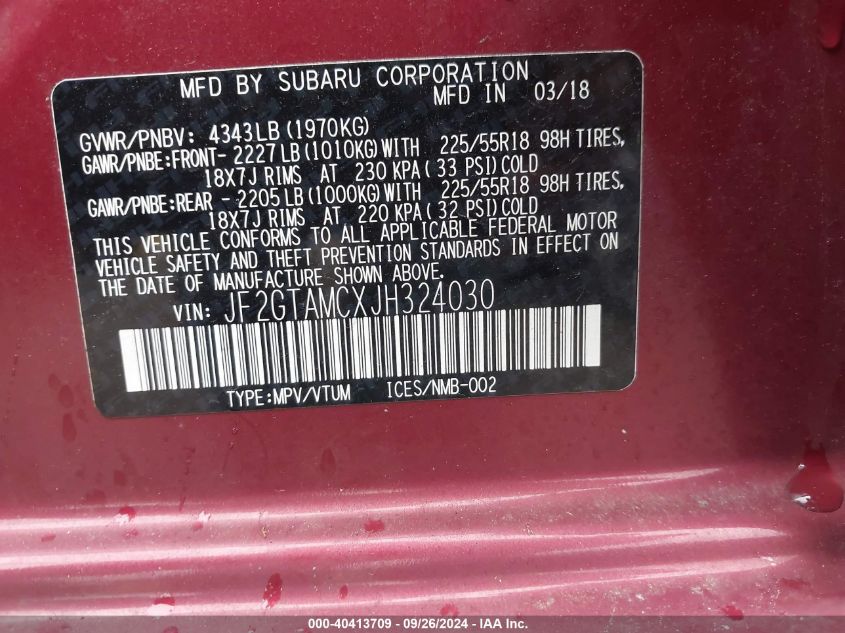 MFD BY SUBARU CORPORATION
MFD IN 03/18
GVWR/PNBV: 4343LB(1970KG)
GAWR/PNBE:FRONT- 2227LB(1010KG)WITH 225/55R18 98H TIRES,
18X7J RIMS AT 230 KPA(33 PSI)COLD
GAWR/PNBE:REAR - 2205LB(1000KG)WITH 225/55R18 98H TIRES,
18X7J RIMS AT 220 KPA(32 PSI)COLD
THIS VEHICLE CONFORMS TO ALL APPLICABLE FEDERAL MOTOR
VEHICLE SAFETY AND THEFT PREVENTION STANDARDS IN EFFECT ON
THE DATE OF MANUFACTURE SHOWN ABOVE.
VIN: JF2GTAMCXJH324030
TYPE:MPV/VTUM ICES/NMB-002
000-40413709 - 09/26/2024 - IAA Inc.